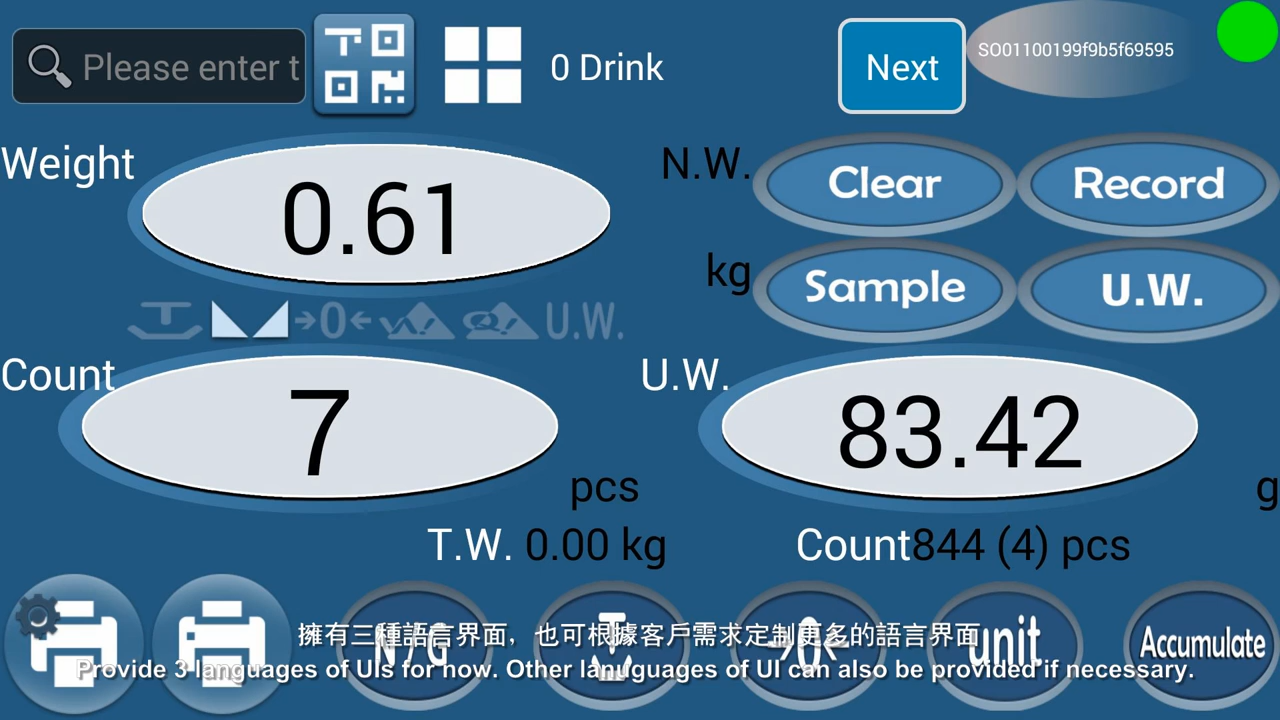 Please enter t
0 Drink
Next
SO01100199f9b5f69595
Weight
0.61
N.W.
kg
Clear
Record
Sample
U.W.
→0←
U.W.
Count
7
pcs
U.W.
83.42
g
T.W. 0.00 kg
Count844 (4) pcs
N/G
→0←
unit
Accumulate
擁有三種語言界面，也可根據客戶需求定制更多的語言界面
Provide 3 languages of UIs for now. Other lanuguages of UI can also be provided if necessary.